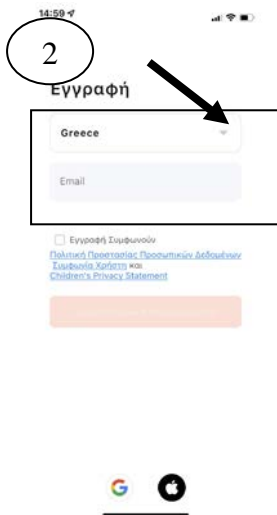 14:59
2
Εγγραφή
Greece
Email
Εγγραφή Συμφωνούν
Πολιτική Προστασίας Προσωπικών Δεδομένων
Συμφωνία Χρήστη και
Children's Privacy Statement